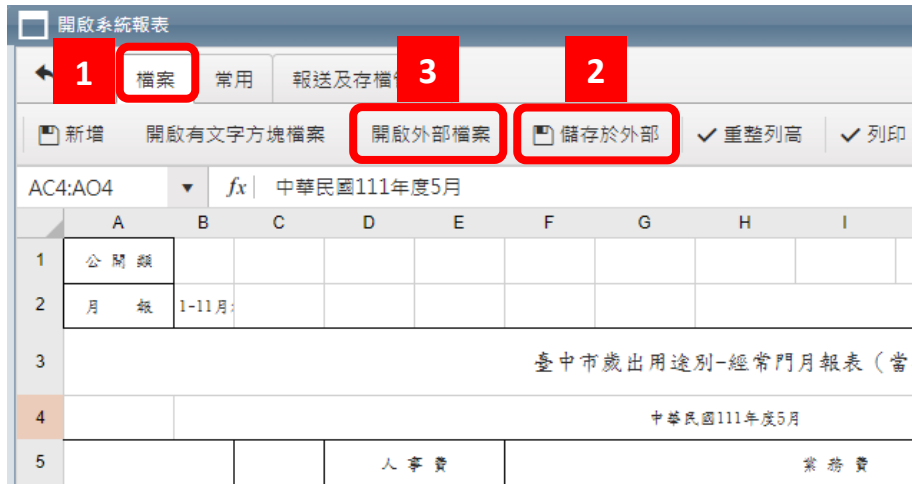 開啟系統報表
1 檔案 常用 報送及存檔 3 2
新增 開啟有文字方塊檔案 開啟外部檔案 儲存於外部 重整列高 列印
AC4:AO4 fx 中華民國111年度5月
A B C D E F G H I
1 公開類
2 月報 1-11月
3 臺中市歲出用途別-經常門月報表（當
4 中華民國111年度5月
5 人事費 業務費